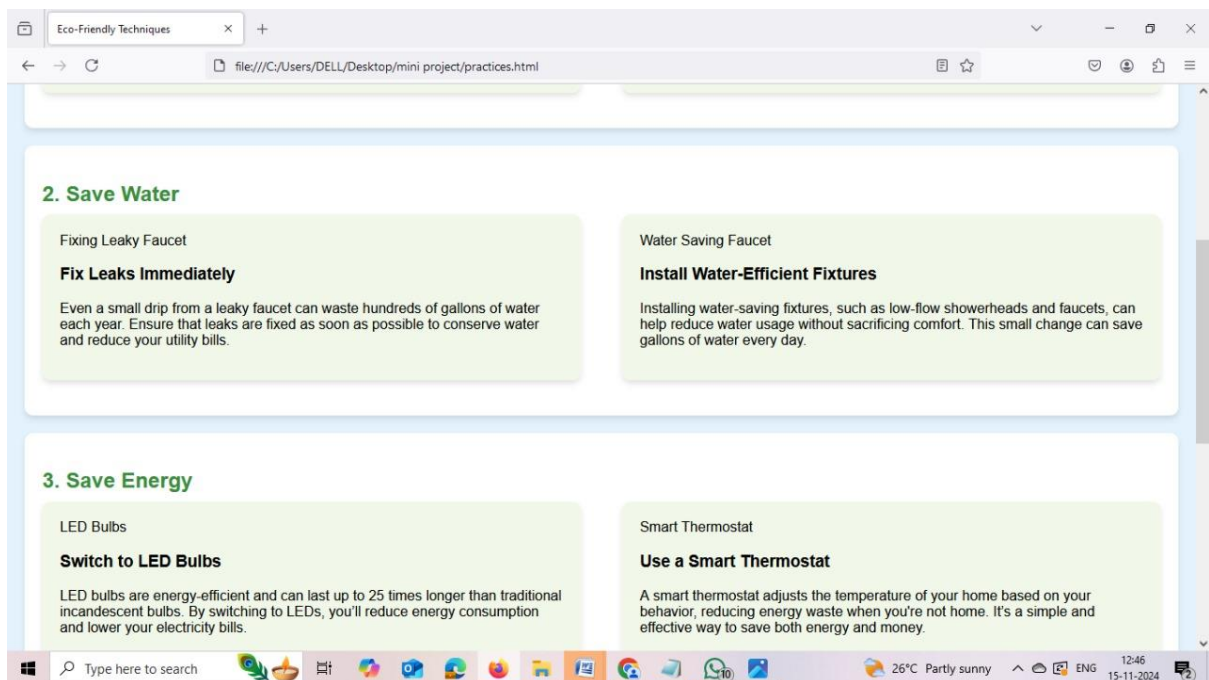 Eco-Friendly Techniques
file:///C:/Users/DELL/Desktop/mini project/practices.html
2. Save Water
Fixing Leaky Faucet
Fix Leaks Immediately
Even a small drip from a leaky faucet can waste hundreds of gallons of water
each year. Ensure that leaks are fixed as soon as possible to conserve water
and reduce your utility bills.
Water Saving Faucet
Install Water-Efficient Fixtures
Installing water-saving fixtures, such as low-flow showerheads and faucets, can
help reduce water usage without sacrificing comfort. This small change can save
gallons of water every day.
3. Save Energy
LED Bulbs
Switch to LED Bulbs
LED bulbs are energy-efficient and can last up to 25 times longer than traditional
incandescent bulbs. By switching to LEDs, you'll reduce energy consumption
and lower your electricity bills.
Smart Thermostat
Use a Smart Thermostat
A smart thermostat adjusts the temperature of your home based on your
behavior, reducing energy waste when you're not home. It's a simple and
effective way to save both energy and money.
Type here to search
10
26°C Partly sunny
ENG
12:46
15-11-2024
2